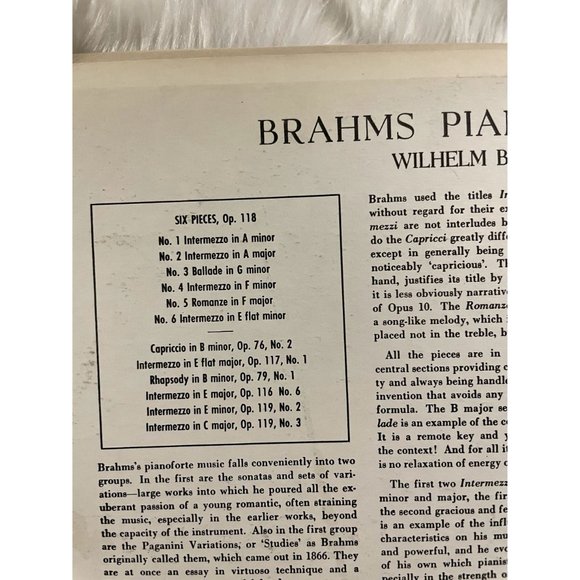 BRAHMS
WILHELM
SIX PIECES, Op. 118
No. 1 Intermezzo in A minor
No. 2 Intermezzo in A major
No. 3 Ballade in G minor
No. 4 Intermezzo in F minor
No. 5 Romanze in F major
No. 6 Intermezzo in E flat minor
Capriccio in B minor, Op. 76, No. 2
Intermezzo in E flat major, Op. 117, No. 1
Rhapsody in B minor, Op. 79, No. 1
Intermezzo in E major, Op. 116 No. 6
Intermezzo in E minor, Op. 119, No. 2
Intermezzo in C major, Op. 119, No. 3
Brahms's pianoforte music falls conveniently into two
groups. In the first are the sonatas and sets of vari-
ations—large works into which he poured all the ex-
uberant passion of a young romantic, often straining
the music, especially in the earlier works, beyond
the capacity of the instrument. Also in the first group
are the Paganini Variations, or 'Studies' as Brahms
originally called them, which came out in 1866. They
are at once an essay in virtuoso technique and a
Brahms used the titles
without regard for their
mezzi are not interludes
do the Capricci greatly
except in generally being
noticeably 'capricious'.
hand, justifies its title by
it is less obviously
of Opus 10. The
a song-like melody, which
placed not in the treble,
All the pieces are in
central sections providing
ty and always being
invention that avoids any
formula. The B major
lade is an example of the
It is a remote key and
the context! And for all
is no relaxation of energy
The first two
minor and major, the
the second gracious and
is an example of the
characteristics on his
and powerful, and he
of his own which
pecially in the strength